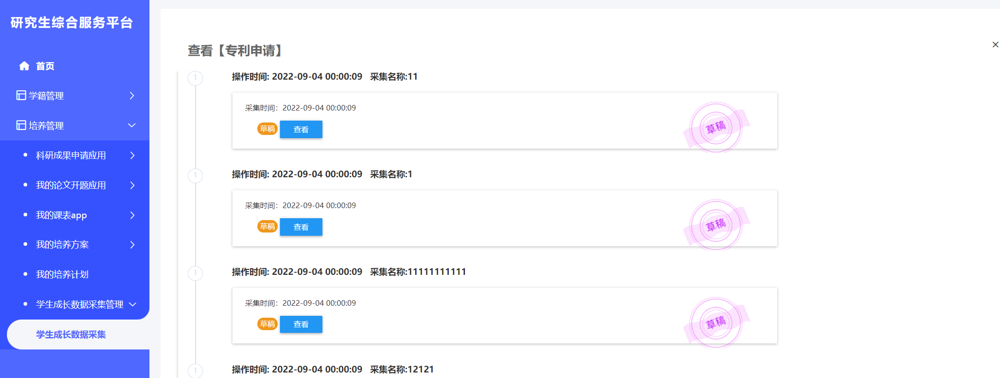 研究生综合服务平台
首页
学籍管理
培养管理
科研成果申请应用
我的论文开题应用
我的课表app
我的培养方案
我的培养计划
学生成长数据采集管理
学生成长数据采集
查看【专利申请】
1
操作时间: 2022-09-04 00:00:09 采集名称:11
采集时间：2022-09-04 00:00:09
草稿 查看
草稿
1
操作时间: 2022-09-04 00:00:09 采集名称:1
采集时间：2022-09-04 00:00:09
草稿 查看
草稿
1
操作时间: 2022-09-04 00:00:09 采集名称:11111111111
采集时间：2022-09-04 00:00:09
草稿 查看
草稿
1
操作时间: 2022-09-04 00:00:09 采集名称:12121